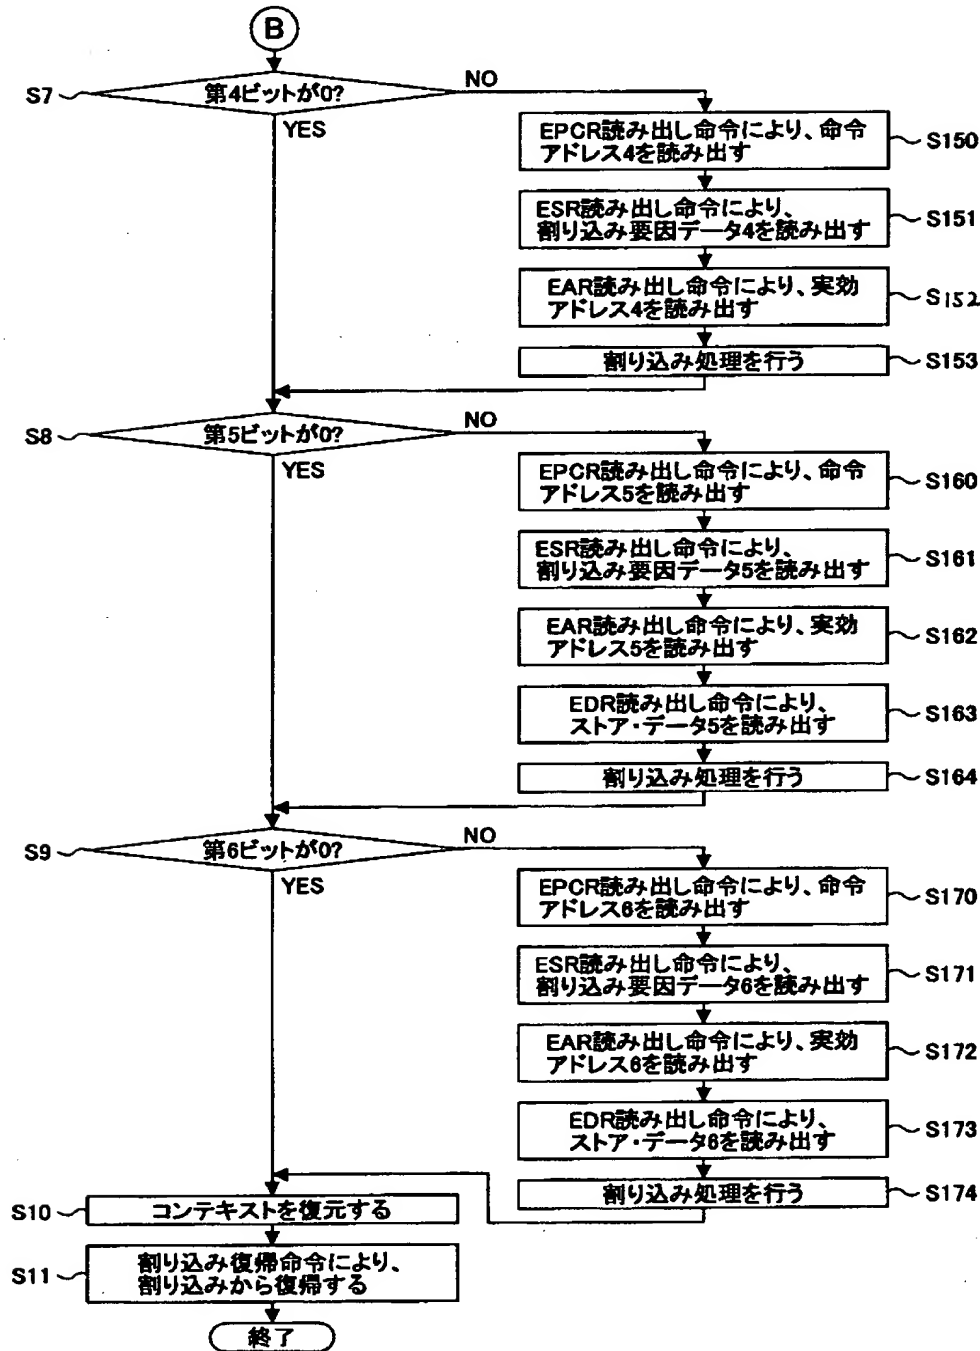 B
S7
第4ビットが0?
NO
YES
EPCR読み出し命令により、命令
アドレス4を読み出す
S150
ESR読み出し命令により、
割り込み要因データ4を読み出す
S151
EAR読み出し命令により、実効
アドレス4を読み出す
S152
割り込み処理を行う
S153
S8
第5ビットが0?
NO
YES
EPCR読み出し命令により、命令
アドレス5を読み出す
S160
ESR読み出し命令により、
割り込み要因データ5を読み出す
S161
EAR読み出し命令により、実効
アドレス5を読み出す
S162
EDR読み出し命令により、
ストア・データ5を読み出す
S163
割り込み処理を行う
S164
S9
第6ビットが0?
NO
YES
EPCR読み出し命令により、命令
アドレス6を読み出す
S170
ESR読み出し命令により、
割り込み要因データ6を読み出す
S171
EAR読み出し命令により、実効
アドレス6を読み出す
S172
EDR読み出し命令により、
ストア・データ6を読み出す
S173
割り込み処理を行う
S174
S10
コンテキストを復元する
S11
割り込み復帰命令により、
割り込みから復帰する
終了